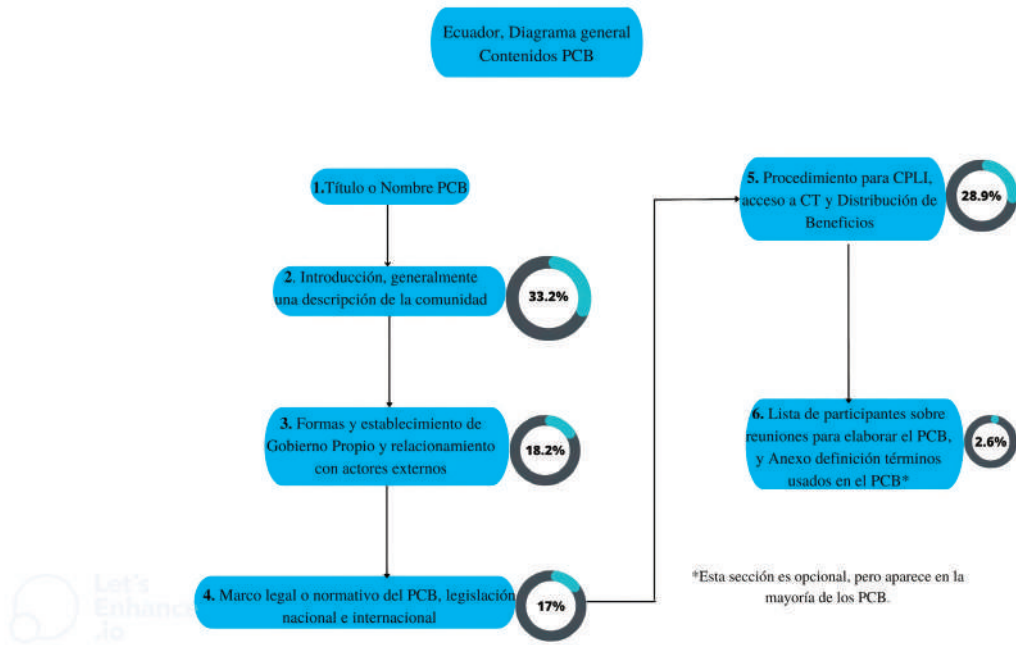 Ecuador, Diagrama general
Contenidos PCB
1.Título o Nombre PCB
2. Introducción, generalmente
una descripción de la comunidad
33.2%
3. Formas y establecimiento de
Gobierno Propio y relacionamiento
con actores externos
18.2%
4. Marco legal o normativo del PCB, legislación
nacional e internacional
17%
5. Procedimiento para CPLI,
acceso a CT y Distribución de
Beneficios
28.9%
6. Lista de participantes sobre
reuniones para elaborar el PCB,
y Anexo definición términos
usados en el PCB*
2.6%
*Esta sección es opcional, pero aparece en la
mayoría de los PCB.
Let's
Enhance
.io